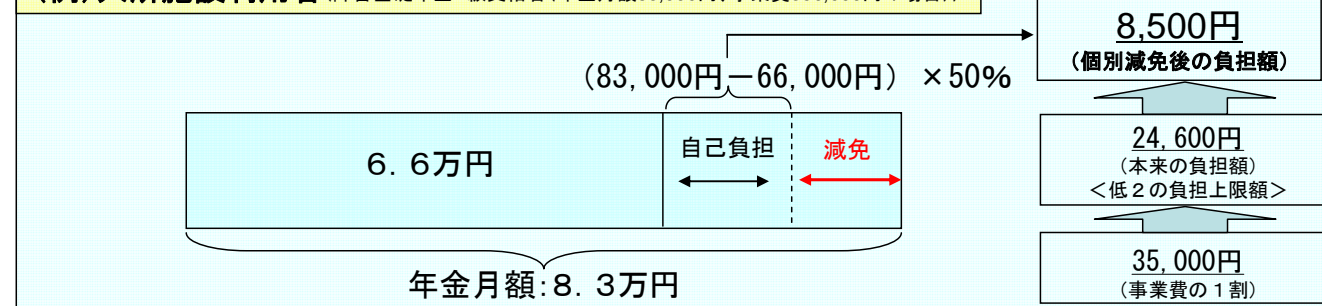 8,500円
(個別減免後の負担額)
(83,000円－66,000円) ×50%
6.6万円
自己負担
減免
24,600円
(本来の負担額)
＜低2の負担上限額＞
年金月額:8.3万円
35,000円
(事業費の1割)